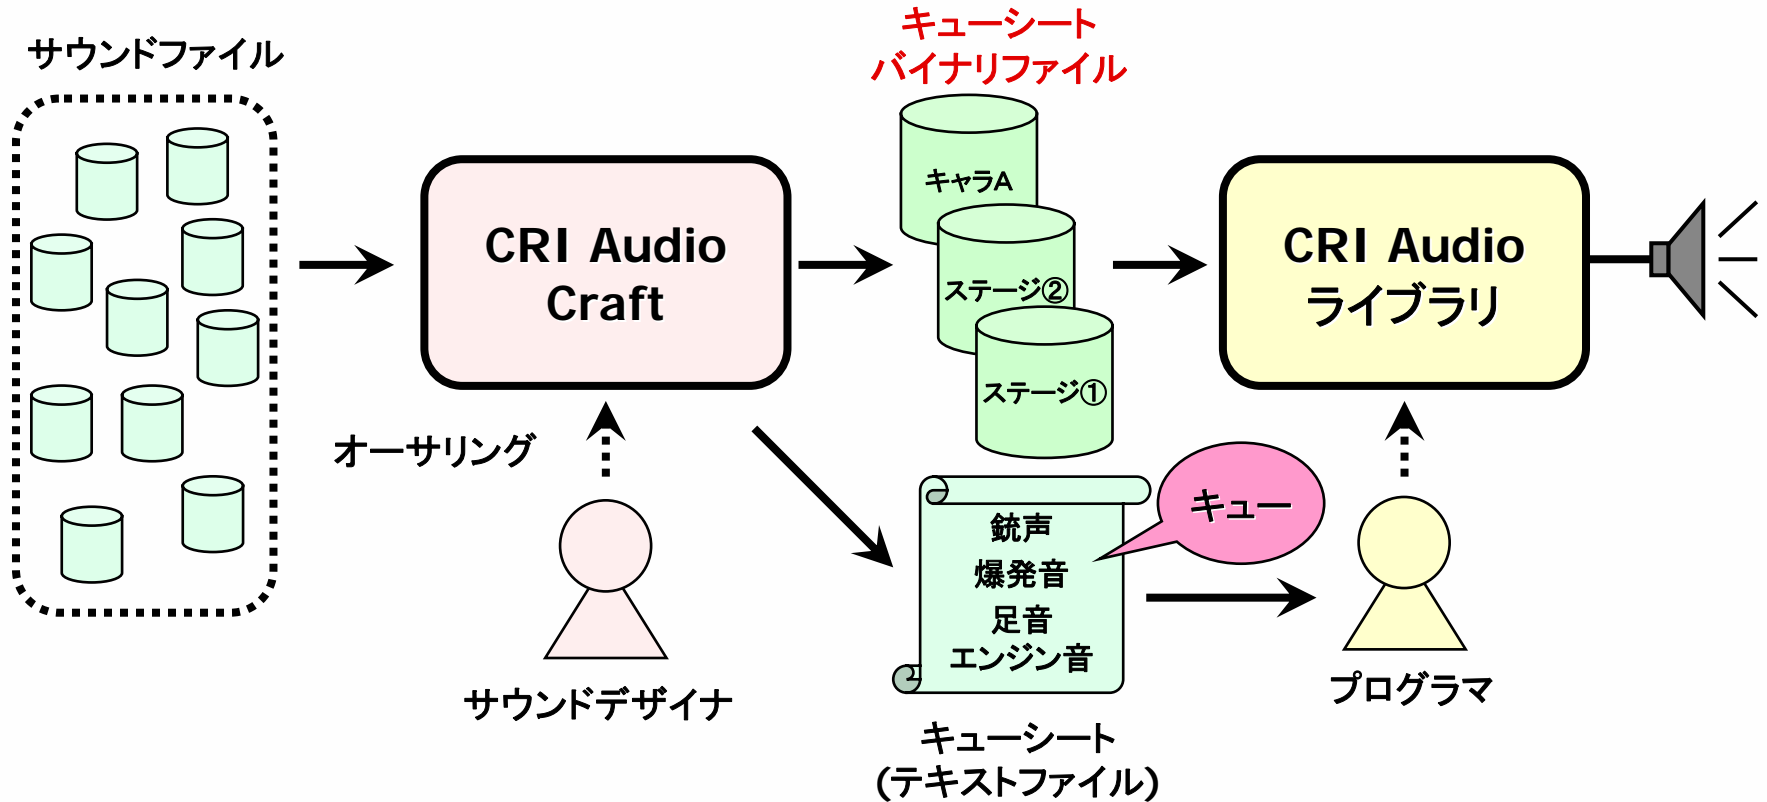 サウンドファイル
CRI Audio
Craft
オーサリング
サウンドデザイナ
キューシート
バイナリファイル
キャラA
ステージ②
ステージ①
キュー
銃声
爆発音
足音
エンジン音
キューシート
(テキストファイル)
CRI Audio
ライブラリ
プログラマ